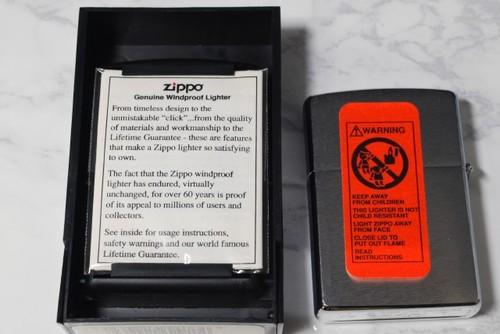 zippo
Genuine Windproof Lighter
From timeless design to the
unmistakable "click"...from the quality
of materials and workmanship to the
Lifetime Guarantee - these are features
that make a Zippo lighter so satisfying
to own.
The fact that the Zippo windproof
lighter has endured, virtually
unchanged, for over 60 years is proof
of its appeal to millions of users and
collectors.
See inside for usage instructions,
safety warnings and our world famous
Lifetime Guarantee.
WARNING
KEEP AWAY
FROM CHILDREN
THIS LIGHTER IS NOT
CHILD RESISTANT
LIGHT ZIPPO AWAY
FROM FACE
CLOSE LID TO
PUT OUT FLAME
READ
INSTRUCTIONS